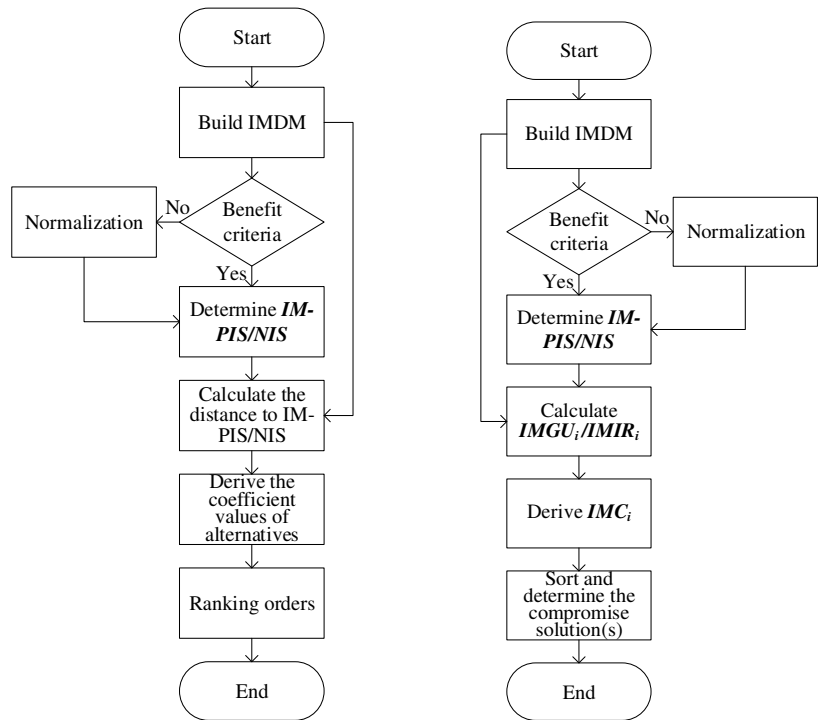 Start
Build IMDM
Benefit
criteria
No
Normalization
Yes
Determine IM-
PIS/NIS
Calculate the
distance to IM-
PIS/NIS
Derive the
coefficient
values of
alternatives
Ranking orders
End
Start
Build IMDM
Benefit
criteria
No
Normalization
Yes
Determine IM-
PIS/NIS
Calculate
IMGUi/IMIRi
Derive IMCi
Sort and
determine the
compromise
solution(s)
End